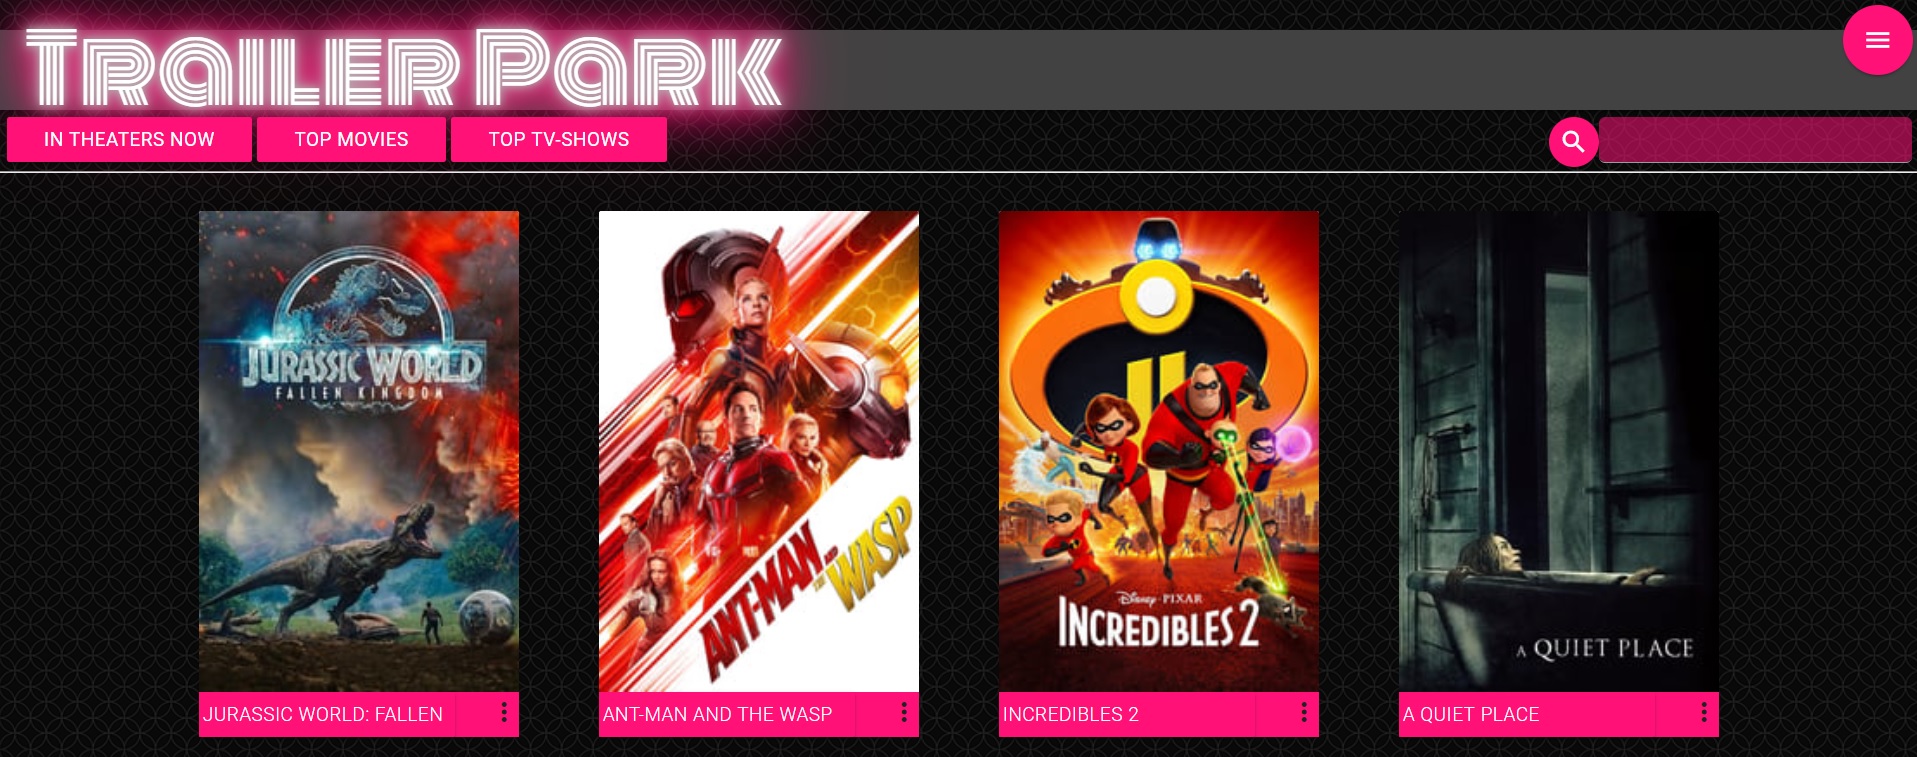 Trailer Park
IN THEATERS NOW
TOP MOVIES
TOP TV-SHOWS
JURASSIC WORLD
FALLEN KINGDOM
ANT-MAN
AND
THE
WASP
Disney · PIXAR
INCREDIBLES 2
A QUIET PLACE
JURASSIC WORLD: FALLEN
ANT-MAN AND THE WASP
INCREDIBLES 2
A QUIET PLACE